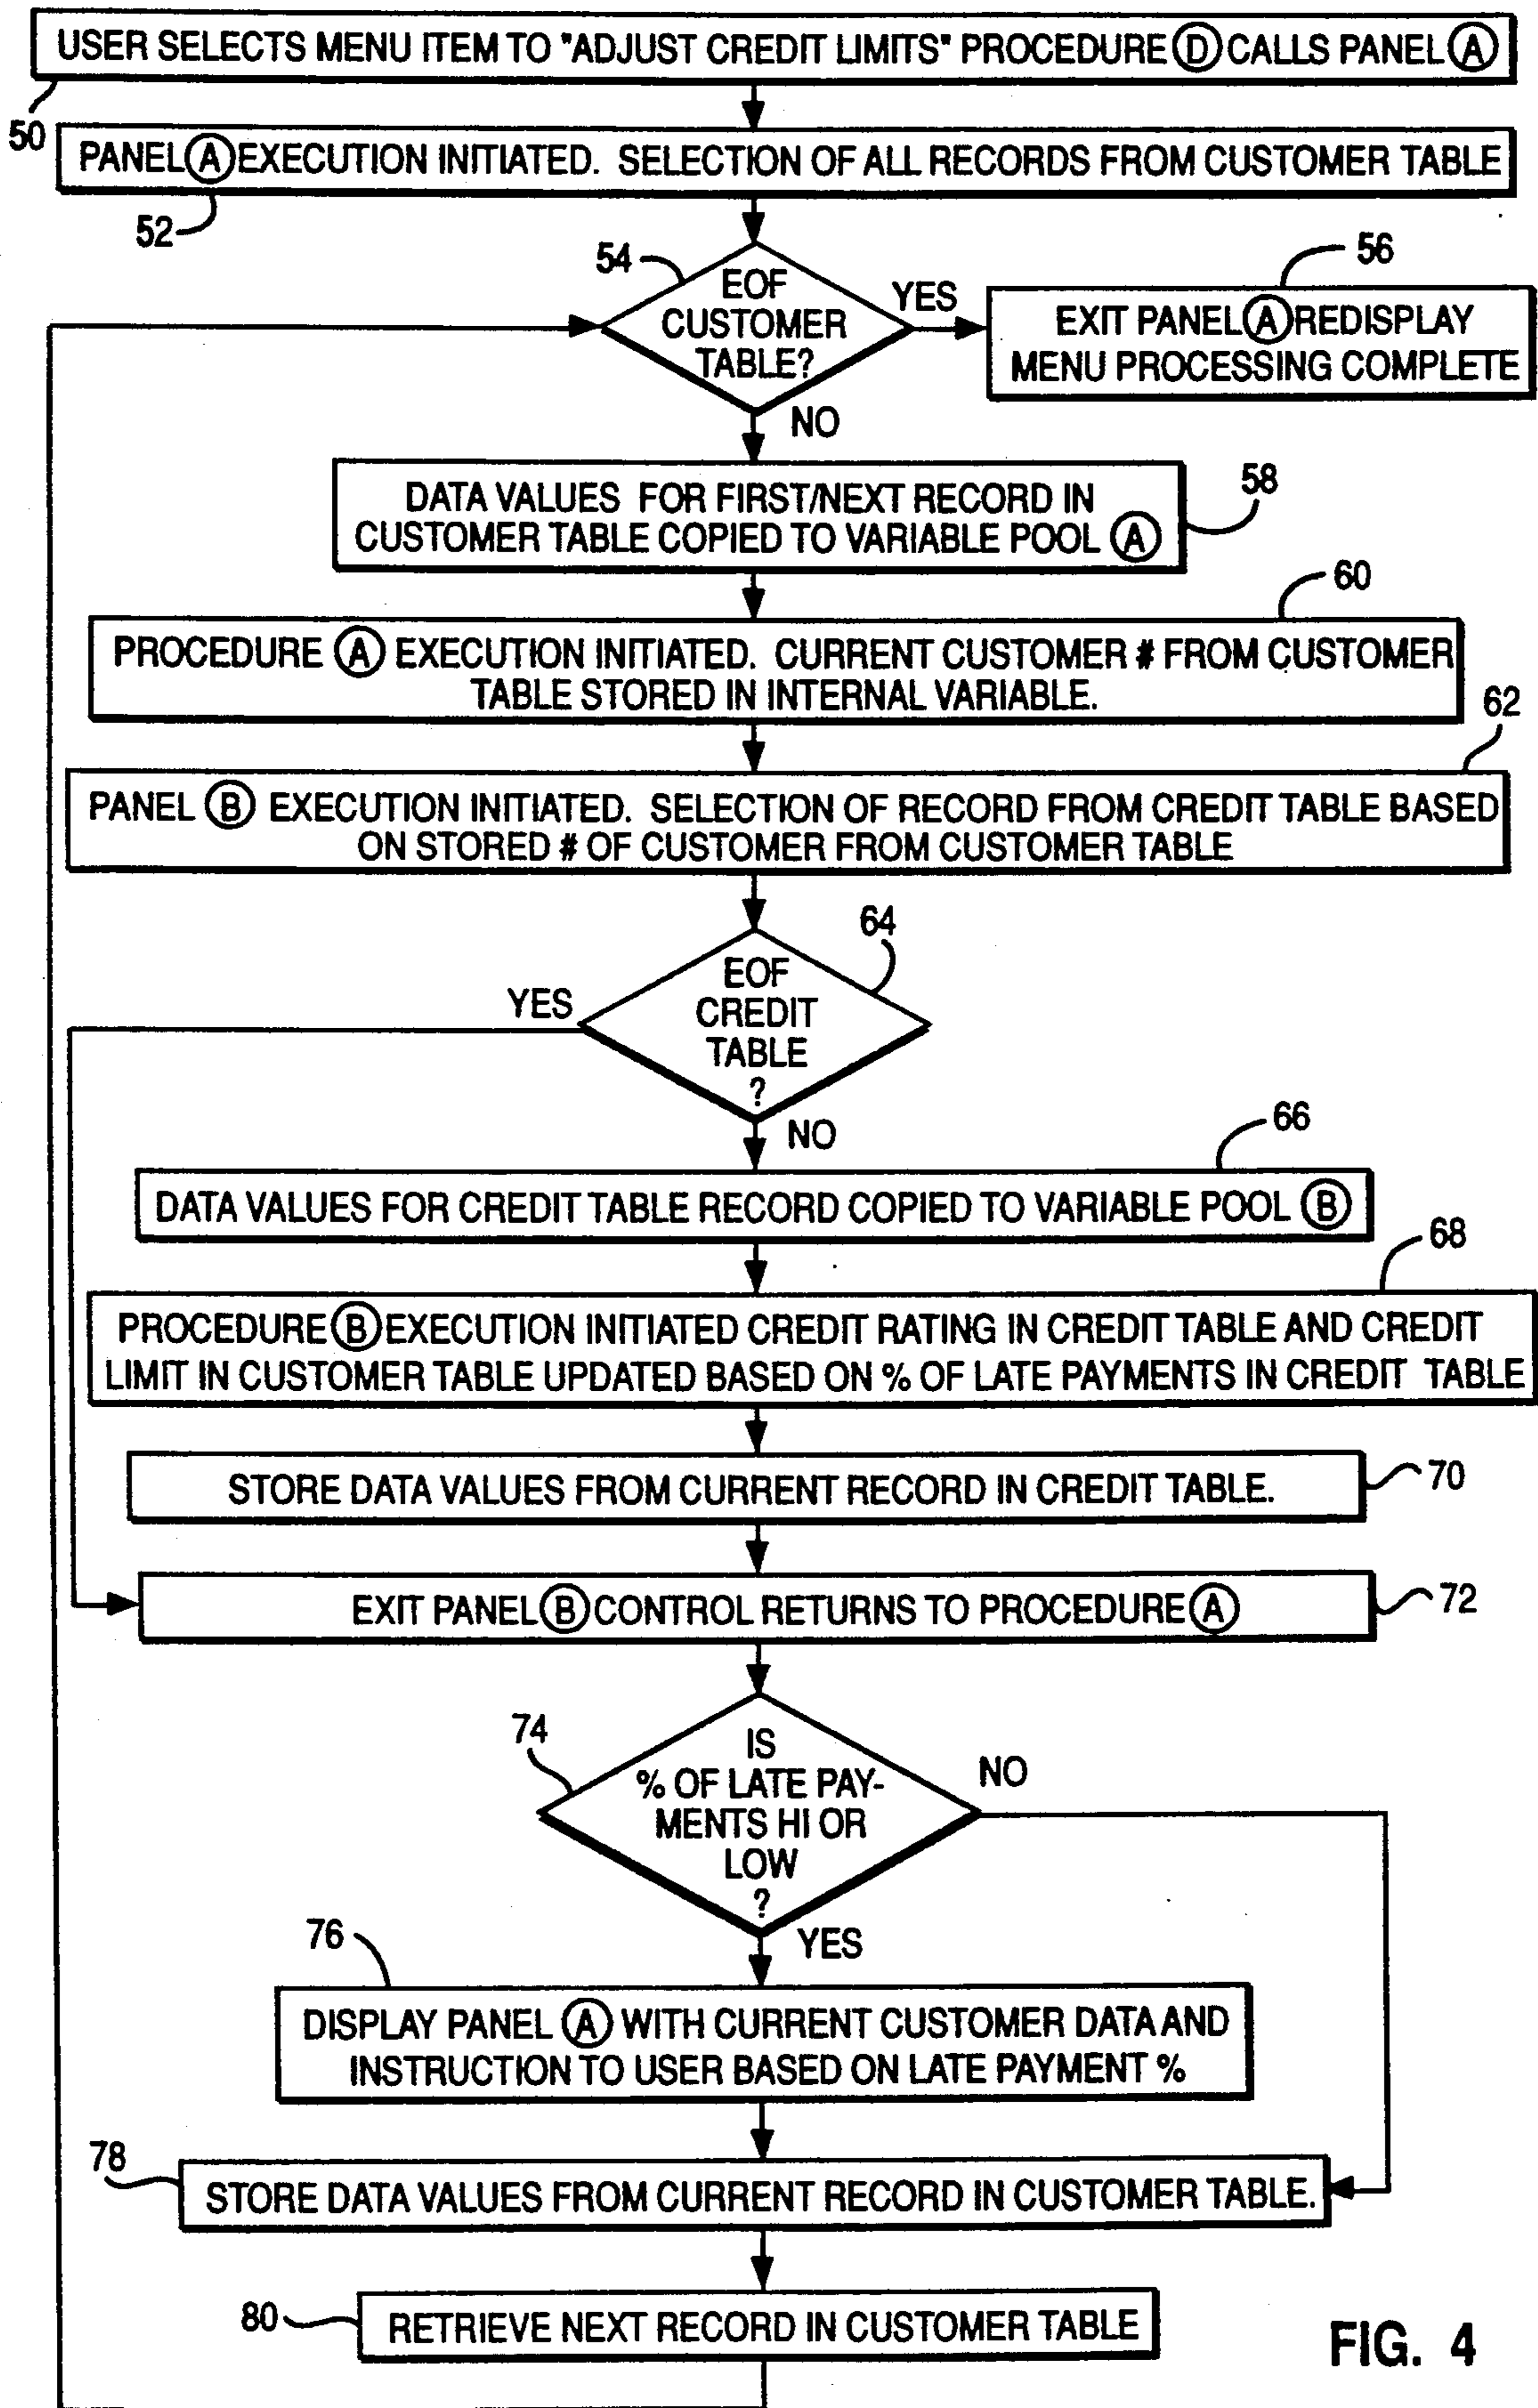 USER SELECTS MENU ITEM TO "ADJUST CREDIT LIMITS" PROCEDURE (D) CALLS PANEL (A)
50
PANEL (A) EXECUTION INITIATED. SELECTION OF ALL RECORDS FROM CUSTOMER TABLE
52
54
EOF
CUSTOMER
TABLE?
YES
56
EXIT PANEL (A) REDISPLAY
MENU PROCESSING COMPLETE
NO
DATA VALUES FOR FIRST/NEXT RECORD IN
CUSTOMER TABLE COPIED TO VARIABLE POOL (A)
58
60
PROCEDURE (A) EXECUTION INITIATED. CURRENT CUSTOMER # FROM CUSTOMER
TABLE STORED IN INTERNAL VARIABLE.
62
PANEL (B) EXECUTION INITIATED. SELECTION OF RECORD FROM CREDIT TABLE BASED
ON STORED # OF CUSTOMER FROM CUSTOMER TABLE
64
EOF
CREDIT
TABLE
?
YES
NO
66
DATA VALUES FOR CREDIT TABLE RECORD COPIED TO VARIABLE POOL (B)
68
PROCEDURE (B) EXECUTION INITIATED CREDIT RATING IN CREDIT TABLE AND CREDIT
LIMIT IN CUSTOMER TABLE UPDATED BASED ON % OF LATE PAYMENTS IN CREDIT TABLE
STORE DATA VALUES FROM CURRENT RECORD IN CREDIT TABLE.
70
EXIT PANEL (B) CONTROL RETURNS TO PROCEDURE (A)
72
74
IS
% OF LATE PAY-
MENTS HI OR
LOW
?
NO
YES
76
DISPLAY PANEL (A) WITH CURRENT CUSTOMER DATA AND
INSTRUCTION TO USER BASED ON LATE PAYMENT %
78
STORE DATA VALUES FROM CURRENT RECORD IN CUSTOMER TABLE.
80
RETRIEVE NEXT RECORD IN CUSTOMER TABLE
FIG. 4